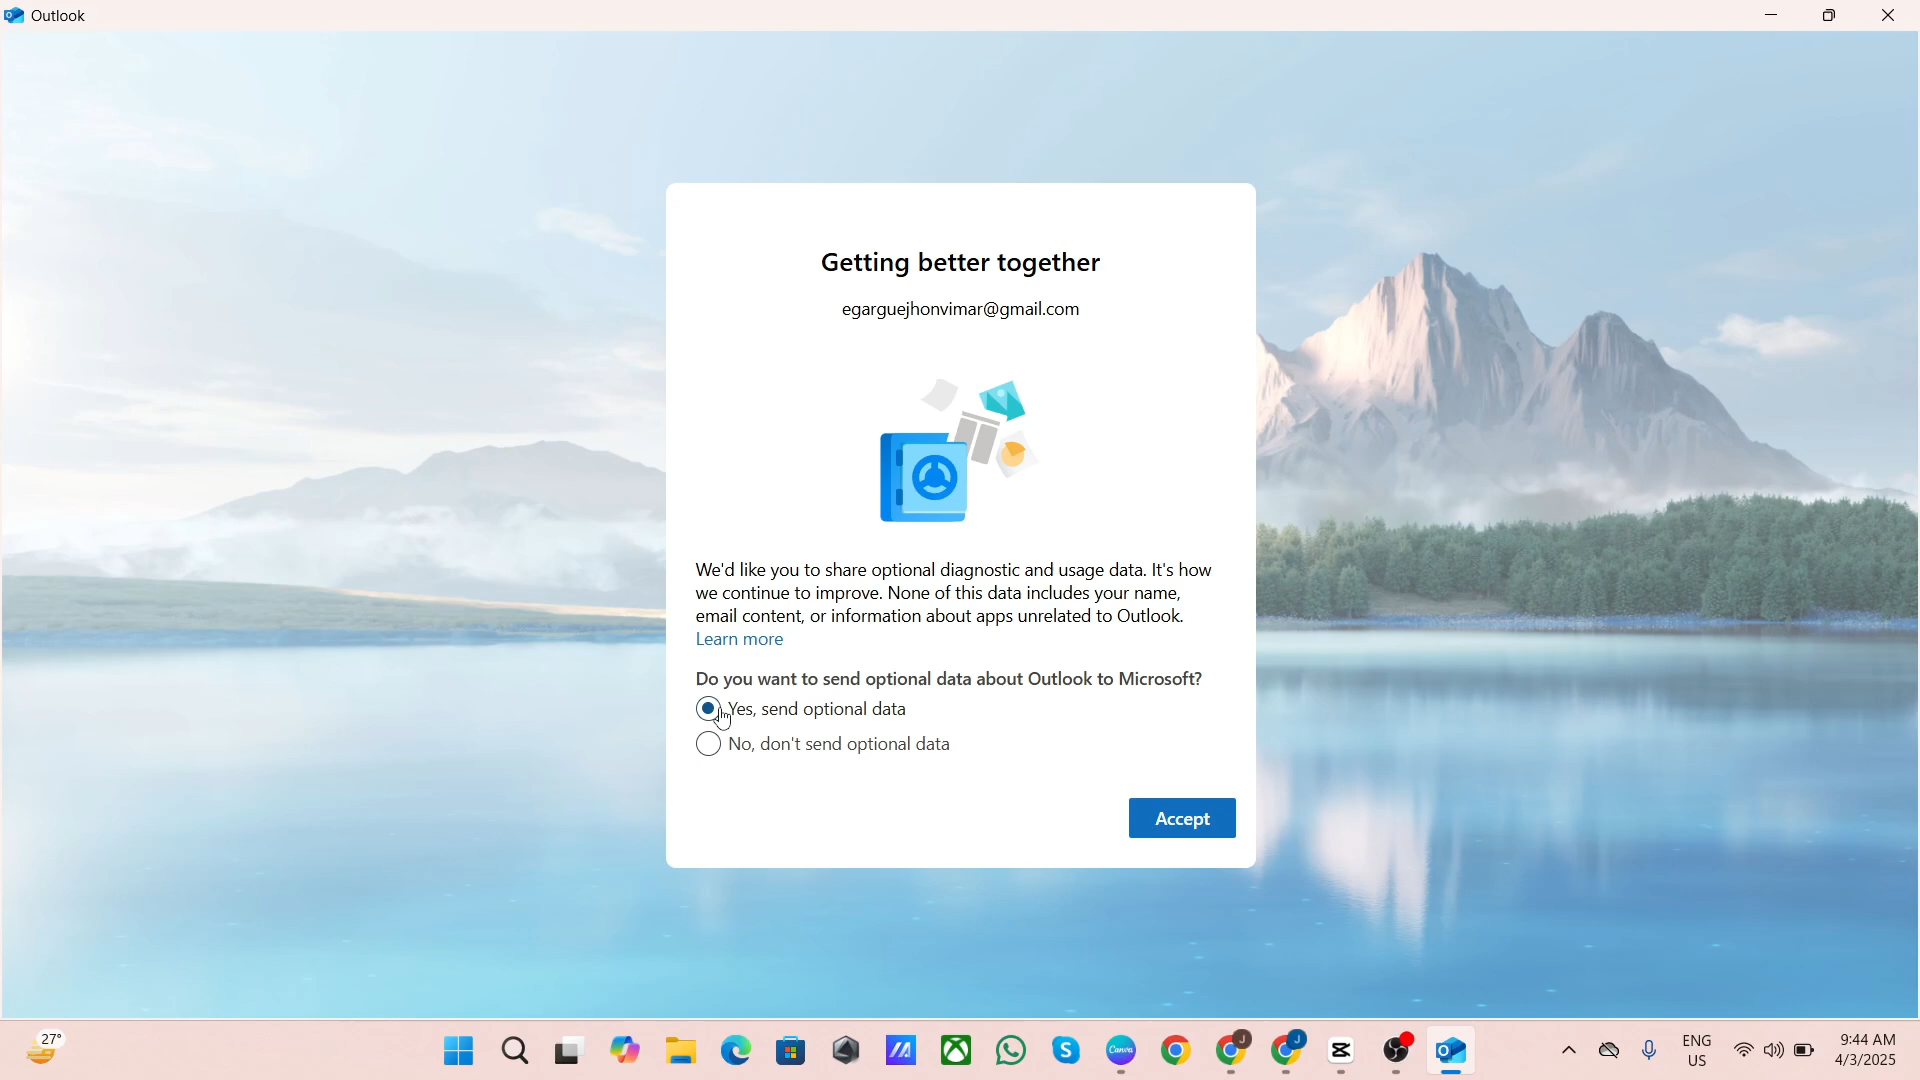 Outlook
Getting better together
egarguejhonvimar@gmail.com
We'd like you to share optional diagnostic and usage data. It's how
we continue to improve. None of this data includes your name,
email content, or information about apps unrelated to Outlook.
Learn more
Do you want to send optional data about Outlook to Microsoft?
Yes, send optional data
No, don't send optional data
Accept
27°
Canva
J
J
ENG
US
9:44 AM
4/3/2025